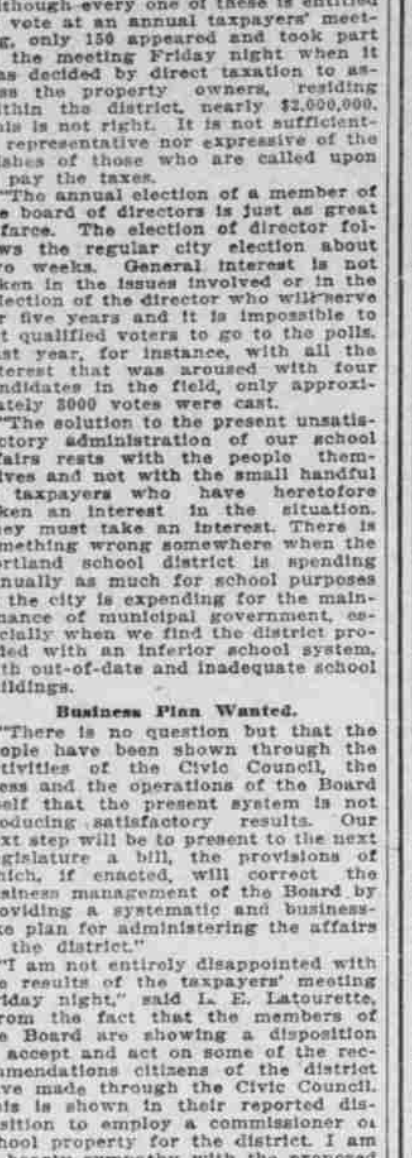 lthough every one of these is entitled
vote at an annual taxpayers' meet-
g, only 150 appeared and took part
the meeting Friday night when it
as decided by direct taxation to as-
ss the property owners, residing
ithin the district, nearly $2,000,000.
his is not right. It is not sufficient-
representative nor expressive of the
ishes of those who are called upon
pay the taxes.
"The annual election of a member of
e board of directors is just as great
farce. The election of director fol-
ws the regular city election about
vo weeks. General interest is not
ken in the issues involved or in the
lection of the director who will serve
r five years and it is impossible to
t qualified voters to go to the polls.
ast year, for instance, with all the
terest that was aroused with four
ndidates in the field, only approxi-
ately 3000 votes were cast.
"The solution to the present unsatis-
ctory administration of our school
fairs rests with the people them-
lves and not with the small handful
taxpayers who have heretofore
ken an interest in the situation.
hey must take an interest. There is
mething wrong somewhere when the
ortland school district is spending
nually as much for school purposes
the city is expending for the main-
nance of municipal government, es-
cially when we find the district pro-
ded with an inferior school system,
th out-of-date and inadequate school
ildings.
Business Plan Wanted.
"There is no question but that the
ople have been shown through the
tivities of the Civic Council, the
ess and the operations of the Board
self that the present system is not
oducing satisfactory results. Our
xt step will be to present to the next
gislature a bill, the provisions of
hich, if enacted, will correct the
siness management of the Board by
oviding a systematic and business-
ke plan for administering the affairs
the district."
"I am not entirely disappointed with
e results of the taxpayers' meeting
riday night," said L. E. Latourette,
rom the fact that the members of
e Board are showing a disposition
accept and act on some of the rec-
mmendations citizens of the district
ve made through the Civic Council.
his is shown in their reported dis-
sition to employ a commissioner of
hool property for the district. I am
hearty sympathy with the proposed